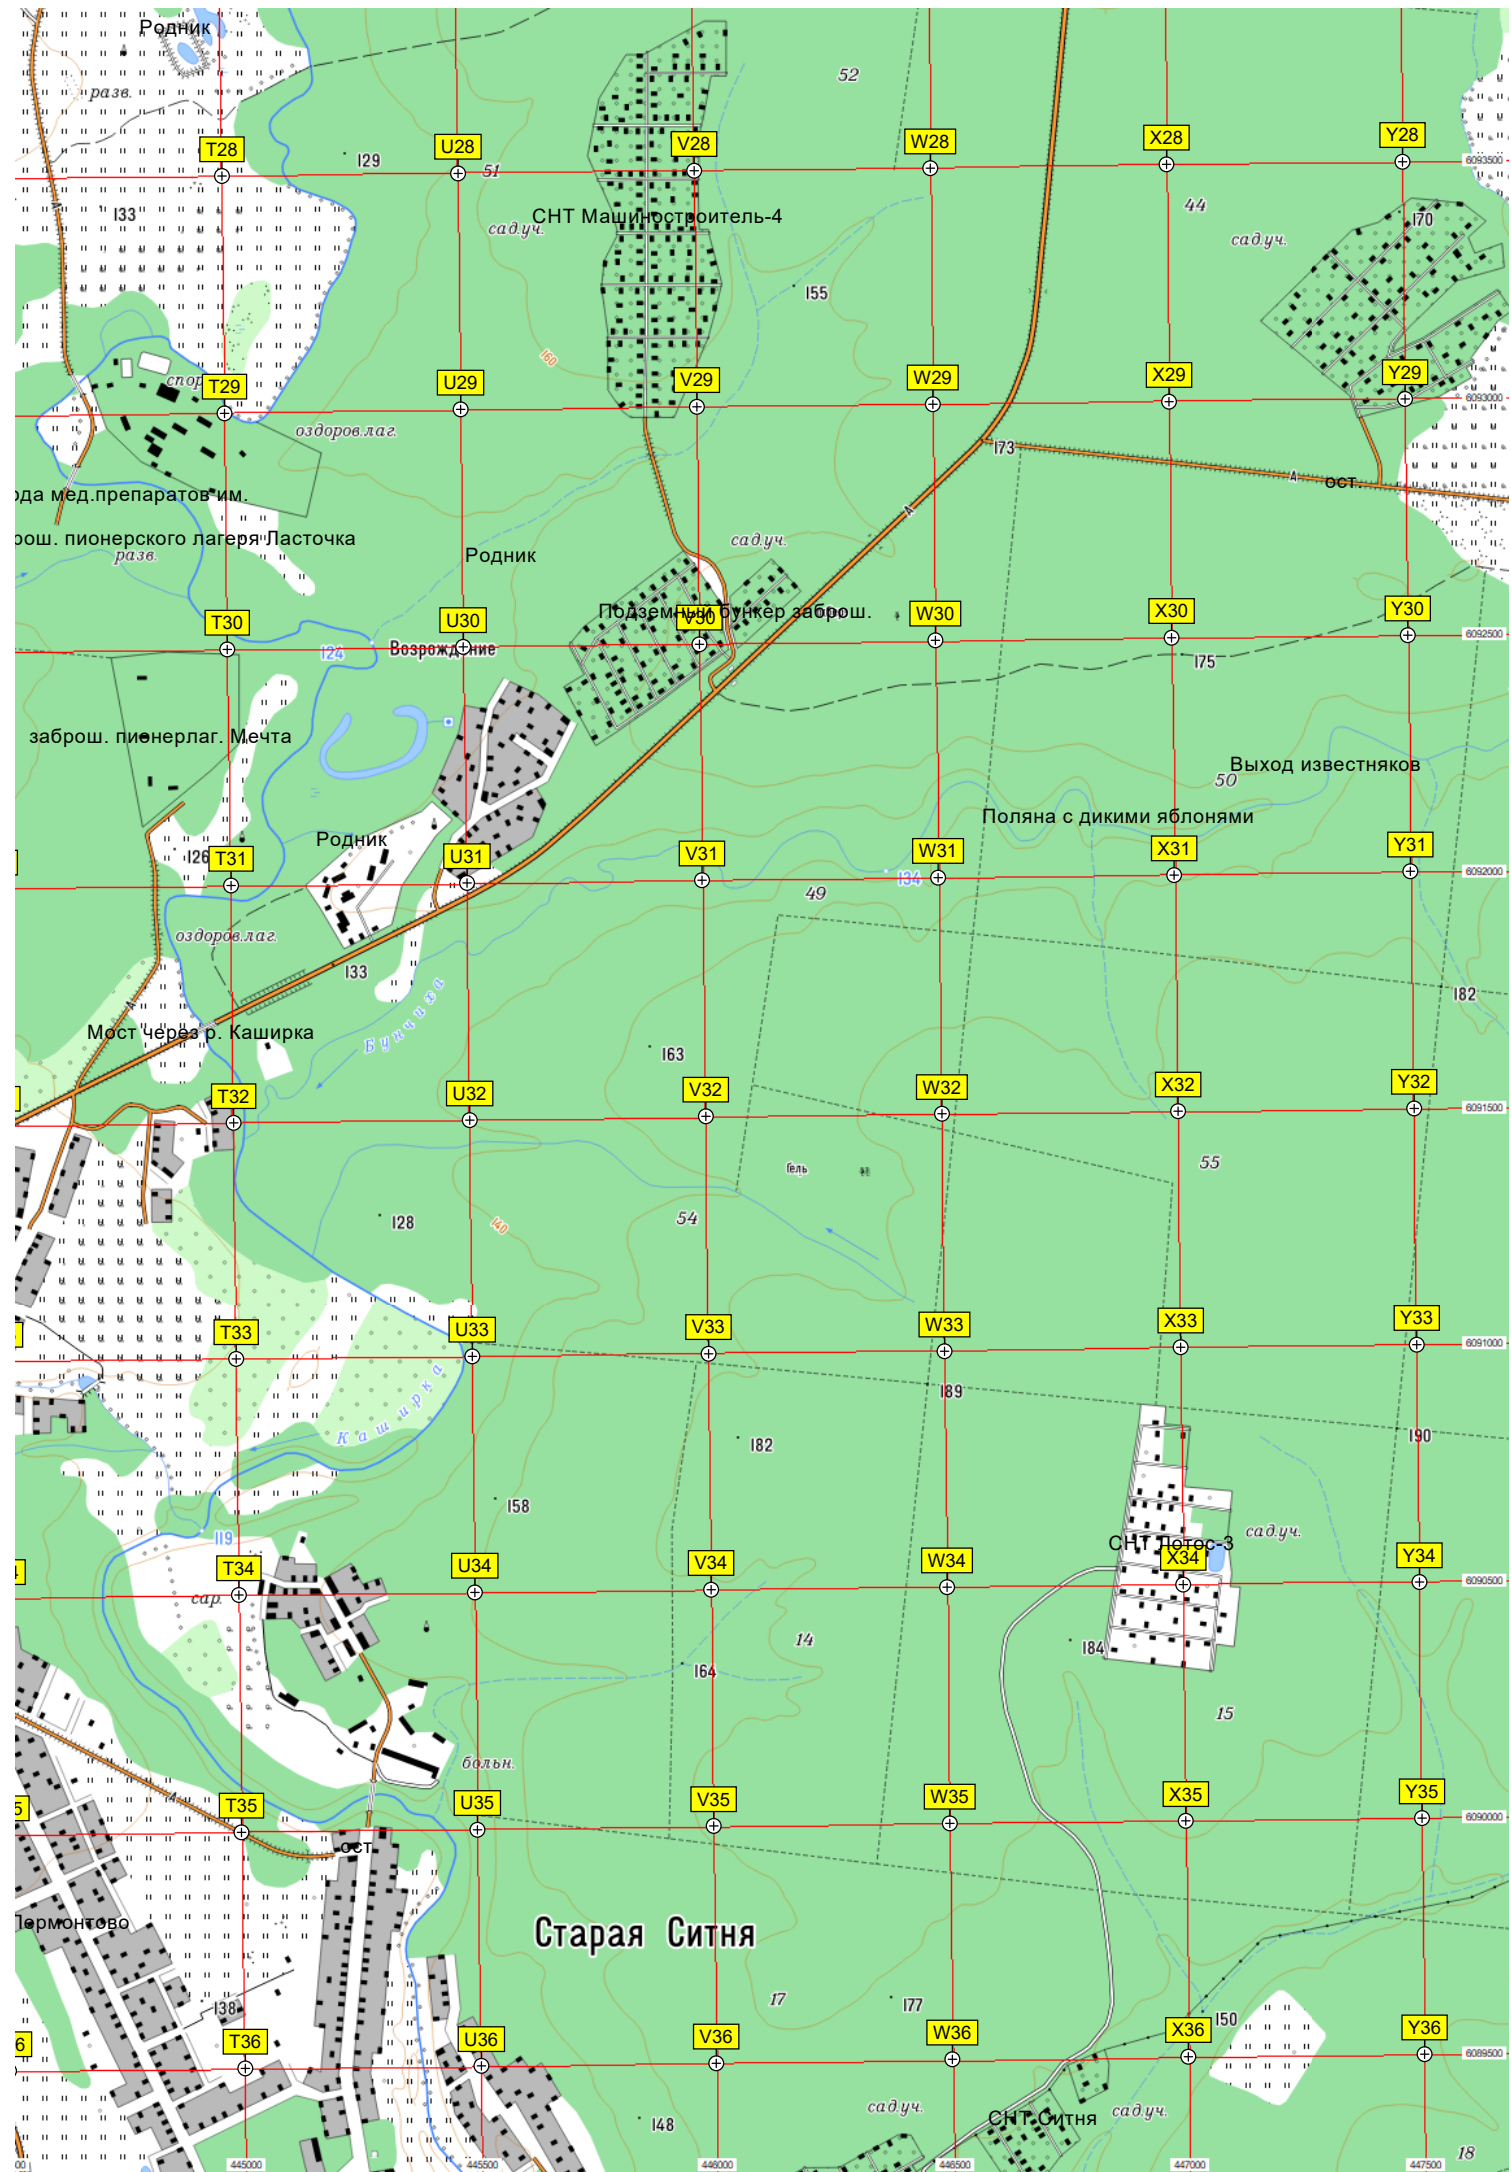 Родник
52
разв.
T28
U28
V28
W28
X28
Y28
129
51
6093500
133
СНТ Машиностроитель-4
44
170
сад.уч.
сад.уч.
155
160
спор
T29
U29
V29
W29
X29
Y29
6093000
оздоров.лаг.
173
А
ост.
ода мед.препаратов им.
А
рош. пионерского лагеря Ласточка
сад.уч.
разв.
Родник
Подземный бункер заброш.
T30
U30
V30
W30
X30
Y30
6092500
124
Возрождение
175
заброш. пионерлаг. Мечта
Выход известняков
50
Поляна с дикими яблонями
Родник
126
T31
U31
V31
W31
X31
Y31
6092000
134
49
оздоров.лаг.
133
182
А
Бунчиха
Мост через р. Каширка
163
T32
U32
V32
W32
X32
Y32
6091500
55
128
140
54
T33
U33
V33
W33
X33
Y33
6091000
189
Каширка
182
190
158
119
сад.уч.
СНТ Лотос-3
T34
U34
V34
W34
X34
Y34
6090500
сар.
14
184
164
15
больн.
А
T35
U35
V35
W35
X35
Y35
6090000
ост.
Лермонтово
Старая Ситня
17
177
138
150
T36
U36
V36
W36
X36
Y36
6089500
сад.уч.
СНТ Ситня
сад.уч.
148
18
445000
445500
446000
446500
447000
447500